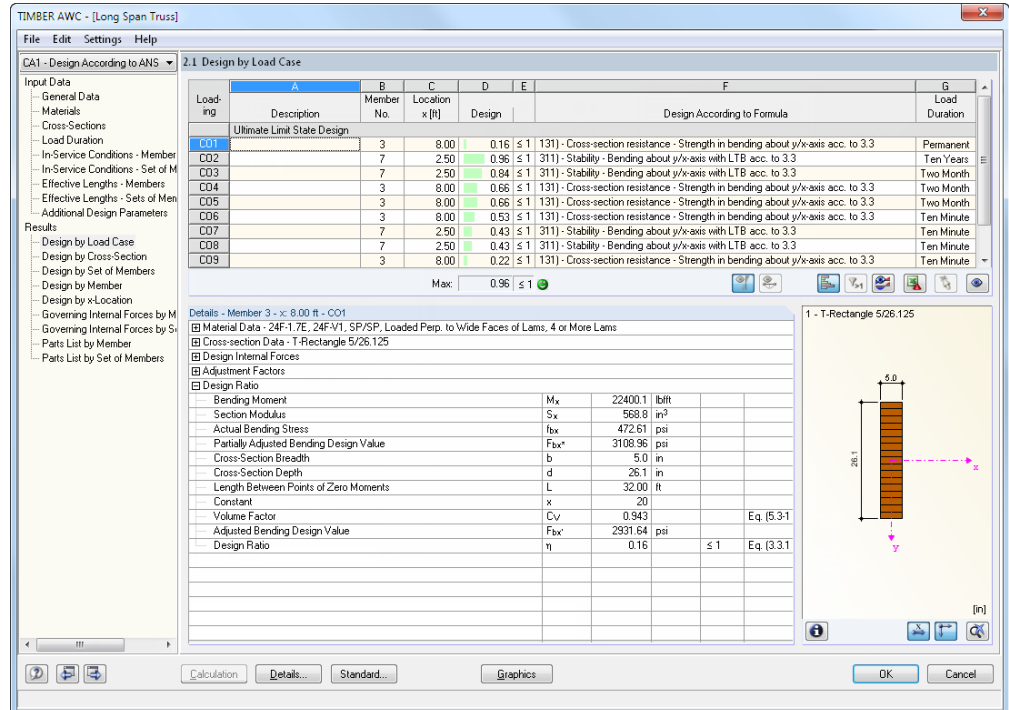 TIMBER AWC - [Long Span Truss]
File Edit Settings Help
CA1 - Design According to ANS
Input Data
General Data
Materials
Cross-Sections
Load Duration
In-Service Conditions - Member
In-Service Conditions - Set of M
Effective Lengths - Members
Effective Lengths - Sets of Men
Additional Design Parameters
Results
Design by Load Case
Design by Cross-Section
Design by Set of Members
Design by Member
Design by x-Location
Governing Internal Forces by M
Governing Internal Forces by S
Parts List by Member
Parts List by Set of Members
2.1 Design by Load Case
A B C D E F G
Load- Member Location Load
ing Description No. x [ft] Design Design According to Formula Duration
Ultimate Limit State Design
CO1 3 8.00 0.16 ≤ 1 131) - Cross-section resistance - Strength in bending about y/x-axis acc. to 3.3 Permanent
CO2 7 2.50 0.96 ≤ 1 311) - Stability - Bending about y/x-axis with LTB acc. to 3.3 Ten Years
CO3 7 2.50 0.84 ≤ 1 311) - Stability - Bending about y/x-axis with LTB acc. to 3.3 Two Month
CO4 3 8.00 0.66 ≤ 1 131) - Cross-section resistance - Strength in bending about y/x-axis acc. to 3.3 Two Month
CO5 3 8.00 0.66 ≤ 1 131) - Cross-section resistance - Strength in bending about y/x-axis acc. to 3.3 Two Month
CO6 3 8.00 0.53 ≤ 1 131) - Cross-section resistance - Strength in bending about y/x-axis acc. to 3.3 Ten Minute
CO7 7 2.50 0.43 ≤ 1 311) - Stability - Bending about y/x-axis with LTB acc. to 3.3 Ten Minute
CO8 7 2.50 0.43 ≤ 1 311) - Stability - Bending about y/x-axis with LTB acc. to 3.3 Ten Minute
CO9 3 8.00 0.22 ≤ 1 131) - Cross-section resistance - Strength in bending about y/x-axis acc. to 3.3 Ten Minute
Max: 0.96 ≤ 1
Details - Member 3 - x: 8.00 ft - CO1
Material Data - 24F-1.7E, 24F-V1, SP/SP, Loaded Perp. to Wide Faces of Lams, 4 or More Lams
Cross-section Data - T-Rectangle 5/26.125
Design Internal Forces
Adjustment Factors
Design Ratio
Bending Moment Mx 22400.1 lbfft
Section Modulus Sx 568.8 in³
Actual Bending Stress fbx 472.61 psi
Partially Adjusted Bending Design Value Fbx* 3108.96 psi
Cross-Section Breadth b 5.0 in
Cross-Section Depth d 26.1 in
Length Between Points of Zero Moments L 32.00 ft
Constant x 20
Volume Factor CV 0.943 Eq. (5.3-1
Adjusted Bending Design Value Fbx' 2931.64 psi
Design Ratio η 0.16 ≤ 1 Eq. (3.3.1
1 - T-Rectangle 5/26.125
5.0
26.1
x
y
[in]
Calculation Details... Standard... Graphics OK Cancel